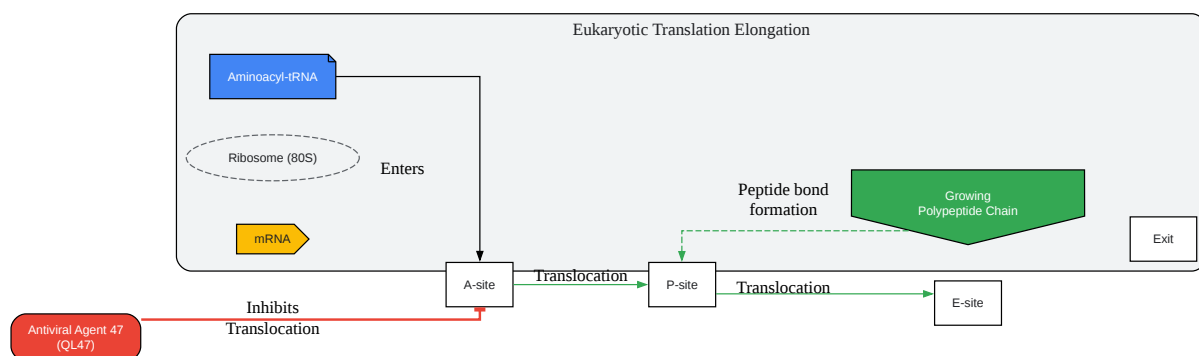 Eukaryotic Translation Elongation
Aminoacyl-tRNA
Ribosome (80S)
Enters
mRNA
Peptide bond
formation
Growing
Polypeptide Chain
Exit
A-site
Translocation
P-site
Translocation
E-site
Inhibits
Translocation
Antiviral Agent 47
(QL47)